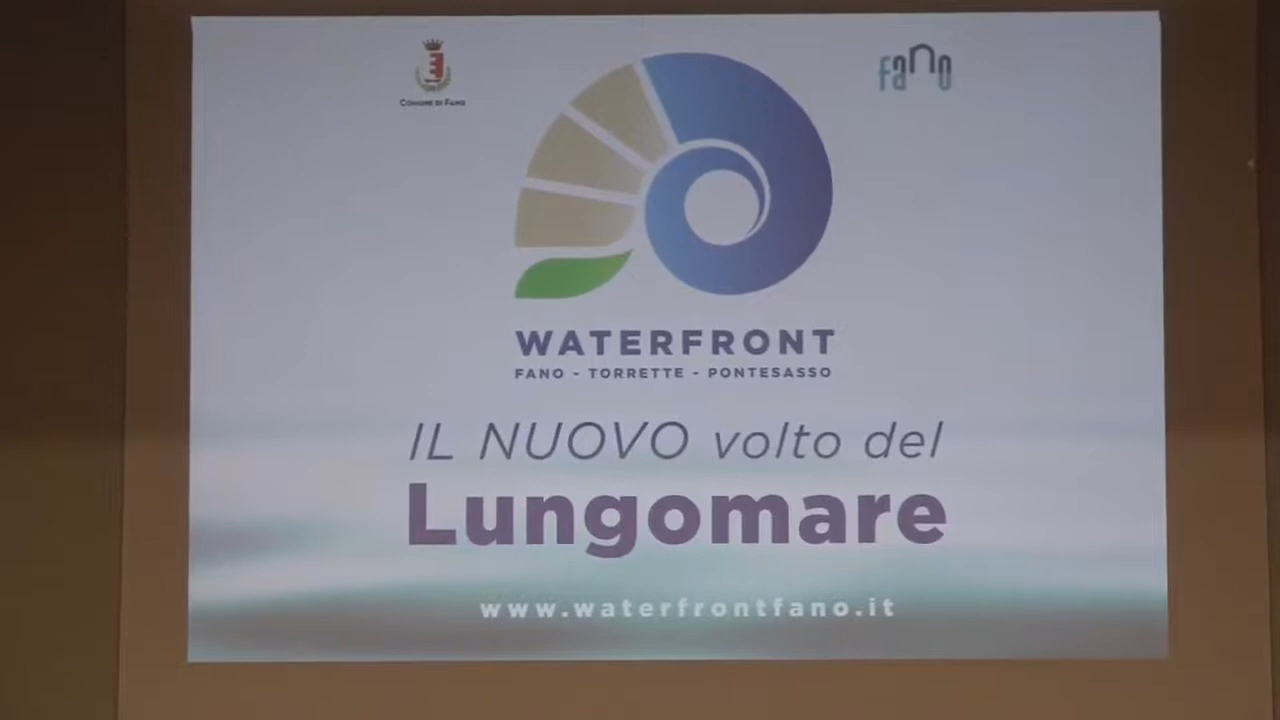 COMUNE DI FANO
fano
WATERFRONT
FANO - TORRETTE - PONTESASSO
IL NUOVO volto del
Lungomare
www.waterfrontfano.it